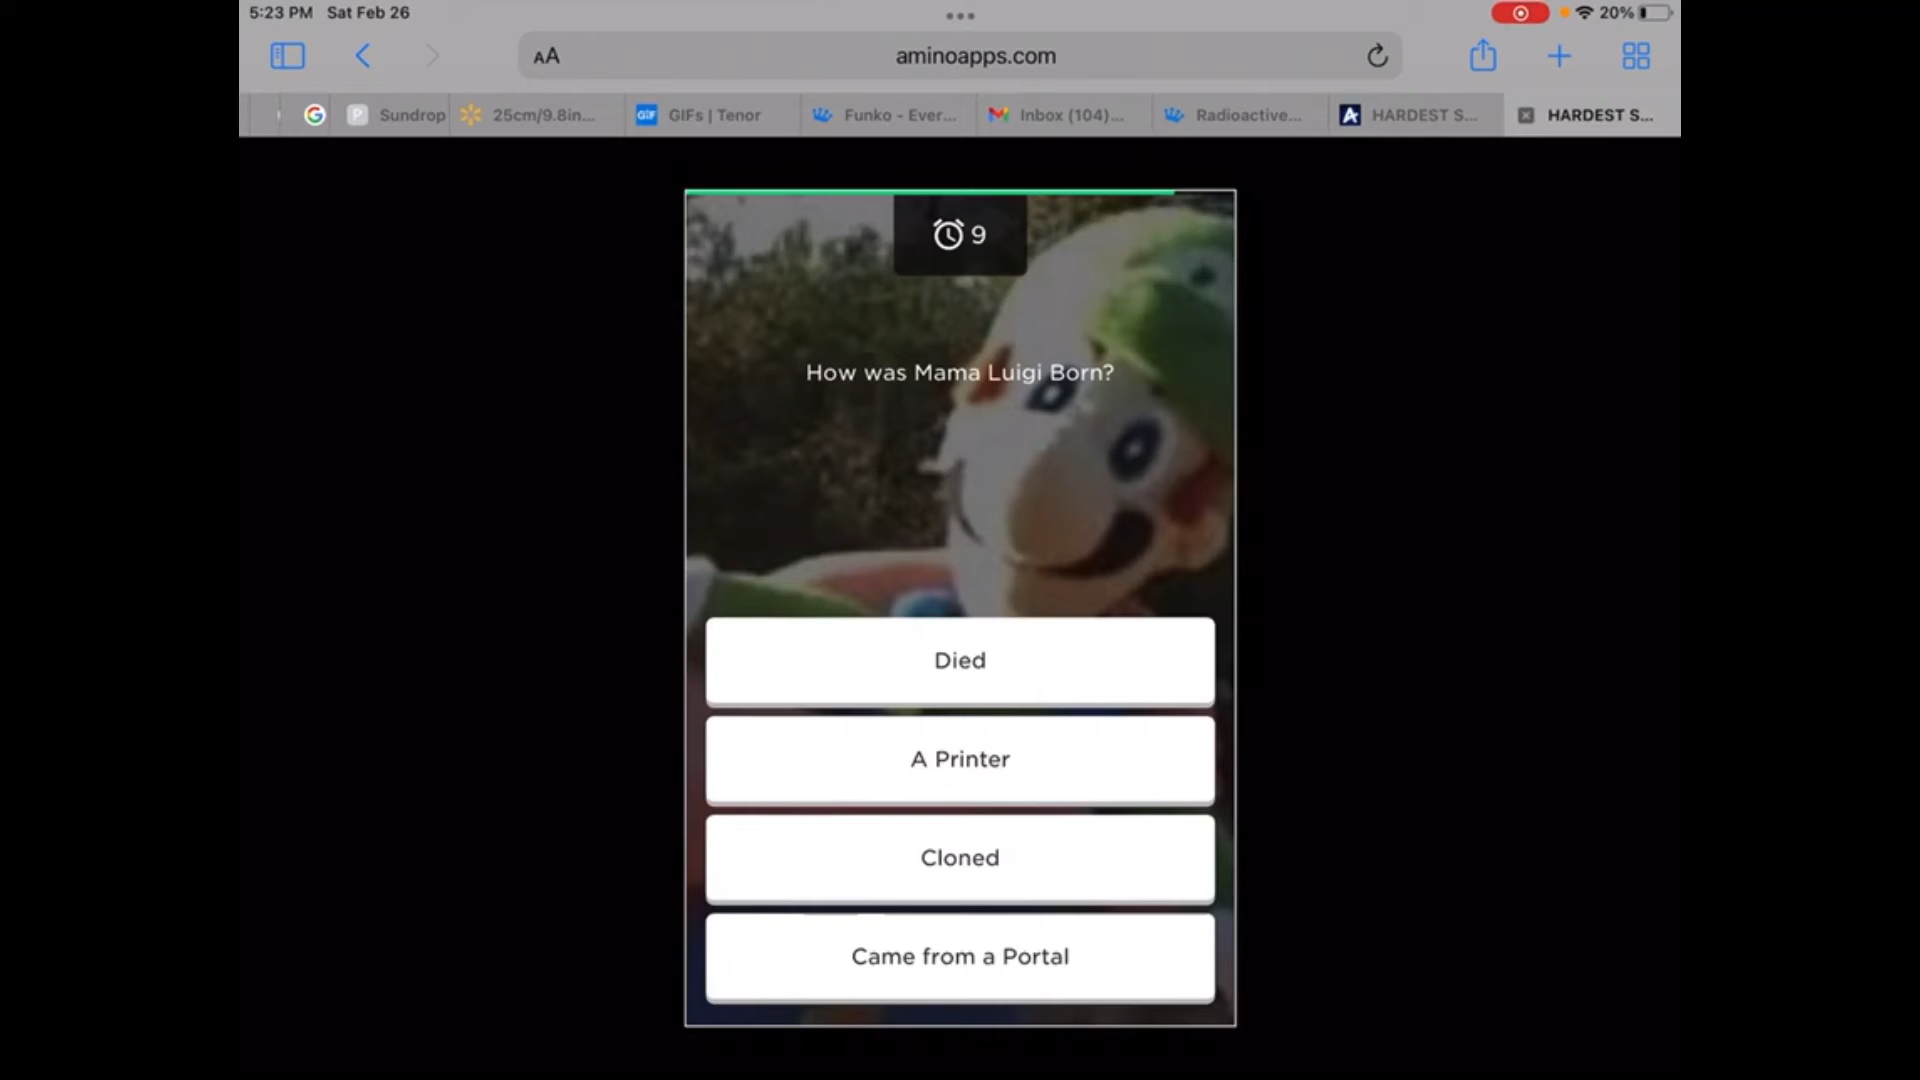 5:23 PM Sat Feb 26
20%
AA
aminoapps.com
P Sundrop
25cm/9.8in...
GIF GIFs | Tenor
Funko - Ever...
Inbox (104)...
Radioactive...
A HARDEST S...
HARDEST S...
9
How was Mama Luigi Born?
Died
A Printer
Cloned
Came from a Portal